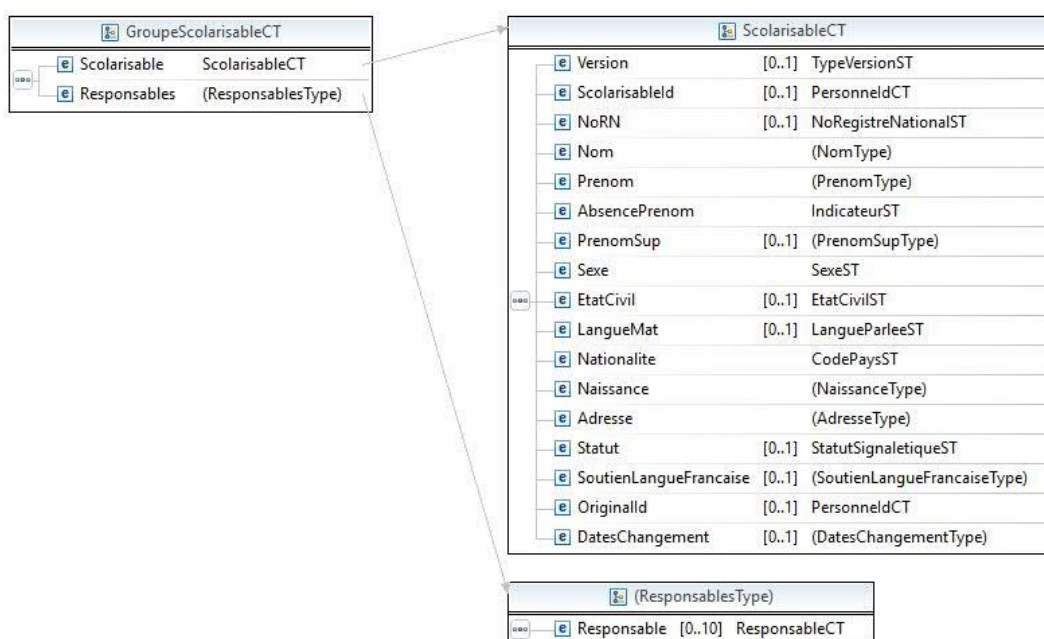 GroupeScolarisableCT
Scolarisable ScolarisableCT
Responsables (ResponsablesType)
ScolarisableCT
Version [0..1] TypeVersionST
ScolarisableId [0..1] PersonneIdCT
NoRN [0..1] NoRegistreNationalST
Nom (NomType)
Prenom (PrenomType)
AbsencePrenom IndicateurST
PrenomSup [0..1] (PrenomSupType)
Sexe SexeST
EtatCivil [0..1] EtatCivilST
LangueMat [0..1] LangueParleeST
Nationalite CodePaysST
Naissance (NaissanceType)
Adresse (AdresseType)
Statut [0..1] StatutSignaletiqueST
SoutienLangueFrancaise [0..1] (SoutienLangueFrancaiseType)
OriginalId [0..1] PersonneIdCT
DatesChangement [0..1] (DatesChangementType)
(ResponsablesType)
Responsable [0..10] ResponsableCT